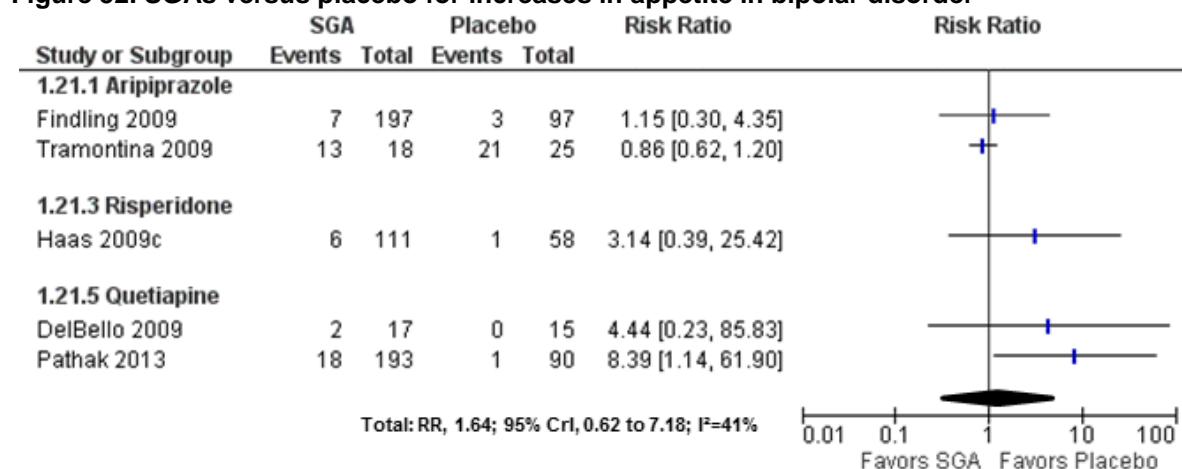 Figure 32. SGAs versus placebo for increases in appetite in bipolar disorder
SGA Placebo Risk Ratio Risk Ratio
Study or Subgroup Events Total Events Total
1.21.1 Aripiprazole
Findling 2009 7 197 3 97 1.15 [0.30, 4.35]
Tramontina 2009 13 18 21 25 0.86 [0.62, 1.20]
1.21.3 Risperidone
Haas 2009c 6 111 1 58 3.14 [0.39, 25.42]
1.21.5 Quetiapine
DelBello 2009 2 17 0 15 4.44 [0.23, 85.83]
Pathak 2013 18 193 1 90 8.39 [1.14, 61.90]
Total: RR, 1.64; 95% CrI, 0.62 to 7.18; I²=41%
0.01 0.1 1 10 100
Favors SGA Favors Placebo